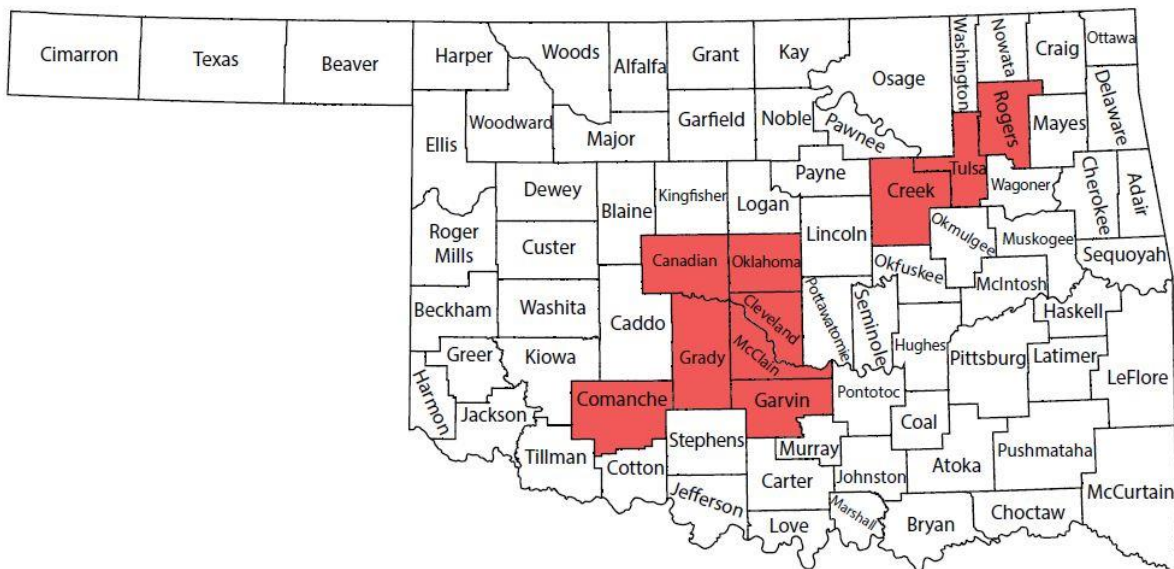 Cimarron
Texas
Beaver
Harper
Woods
Alfalfa
Grant
Kay
Osage
Washington
Nowata
Craig
Ottawa
Ellis
Woodward
Major
Garfield
Noble
Pawnee
Rogers
Mayes
Delaware
Dewey
Blaine
Kingfisher
Logan
Payne
Creek
Tulsa
Wagoner
Cherokee
Adair
Roger
Mills
Custer
Canadian
Oklahoma
Lincoln
Okmulgee
Muskogee
Sequoyah
Okfuskee
McIntosh
Beckham
Washita
Caddo
Grady
Cleveland
McClain
Pottawatomie
Seminole
Hughes
Pittsburg
Haskell
Latimer
LeFlore
Greer
Kiowa
Harmon
Jackson
Comanche
Garvin
Pontotoc
Coal
Tillman
Cotton
Stephens
Murray
Johnston
Atoka
Pushmataha
McCurtain
Jefferson
Carter
Love
Marshall
Bryan
Choctaw